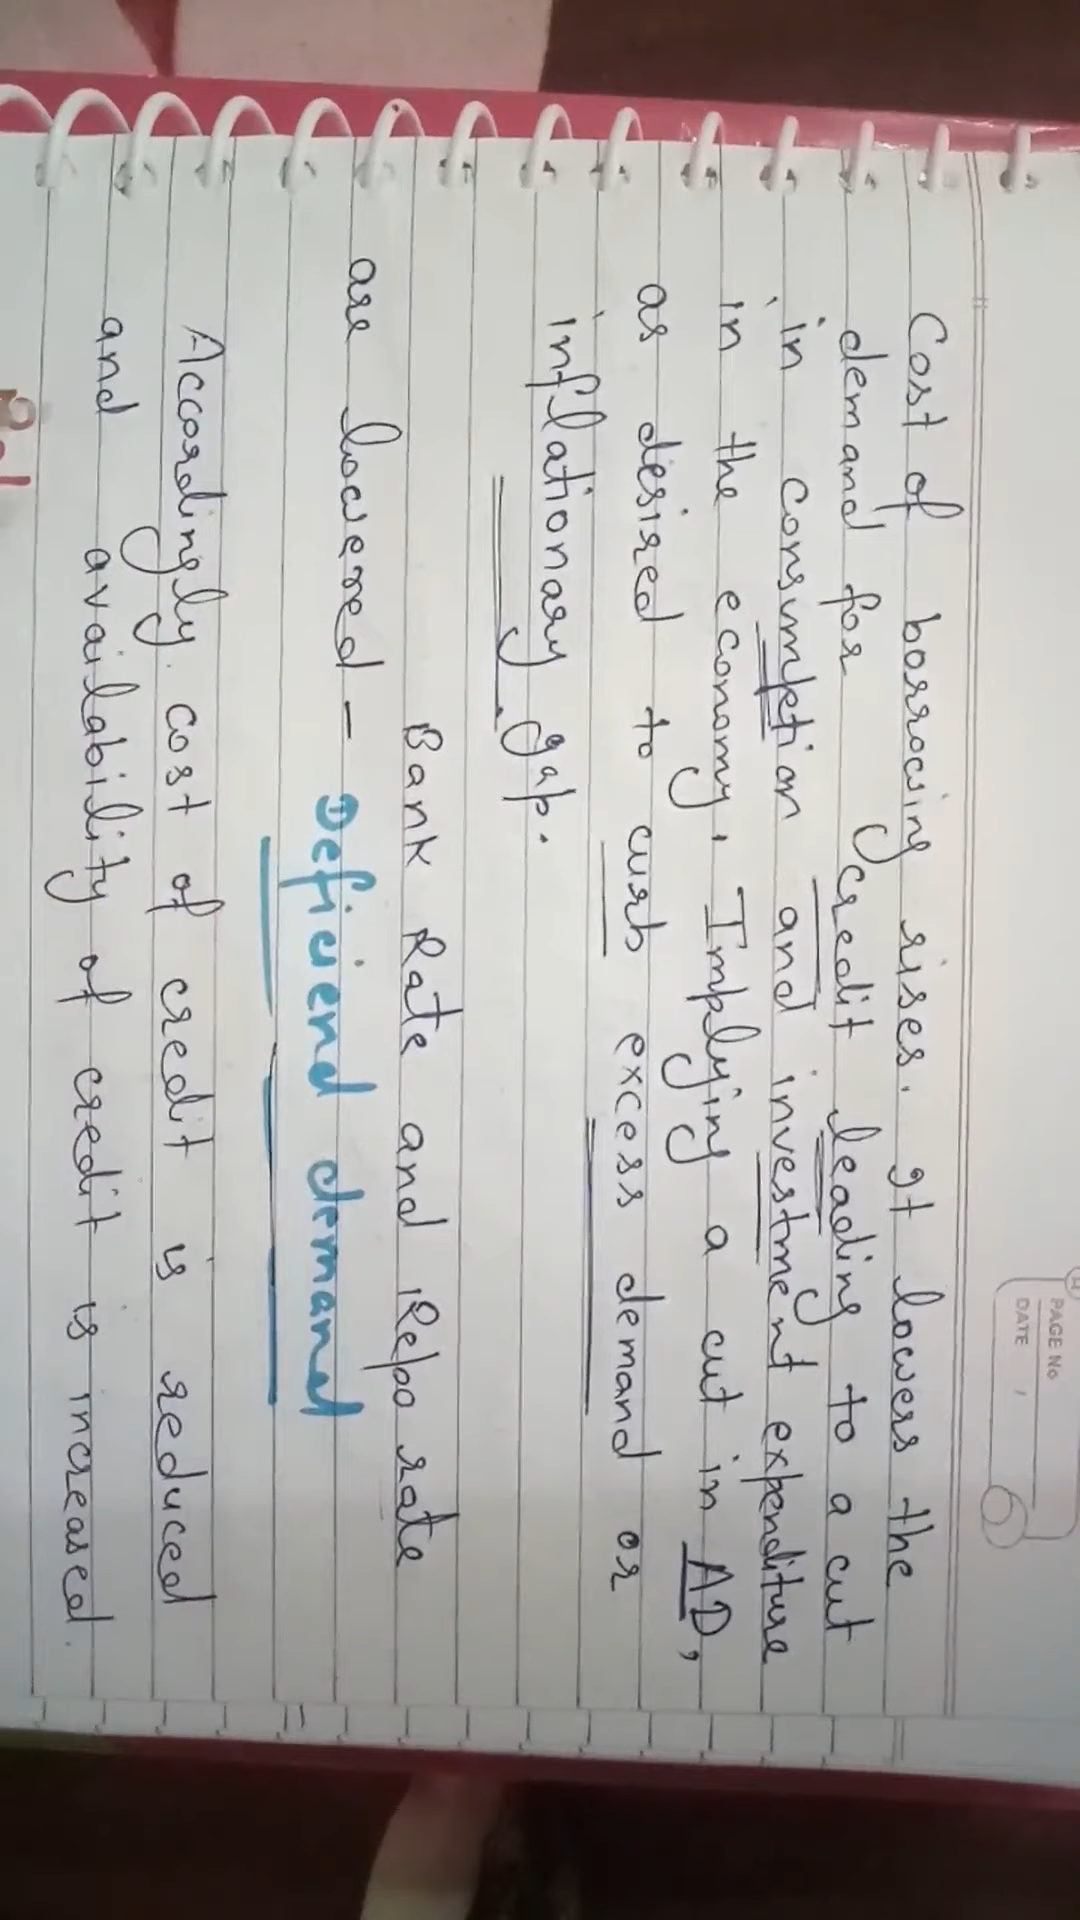 PAGE No
DATE
Cost of borrowing rises. It lowers the
demand for credit leading to a cut
in consumption and investment expenditure
in the economy, Implying a cut in AD,
as desired to curb excess demand or
inflationary gap.
Bank Rate and Repo rate
are lowered - Deficiend demand
Accordingly. cost of credit is reduced
and availability of credit is increased.